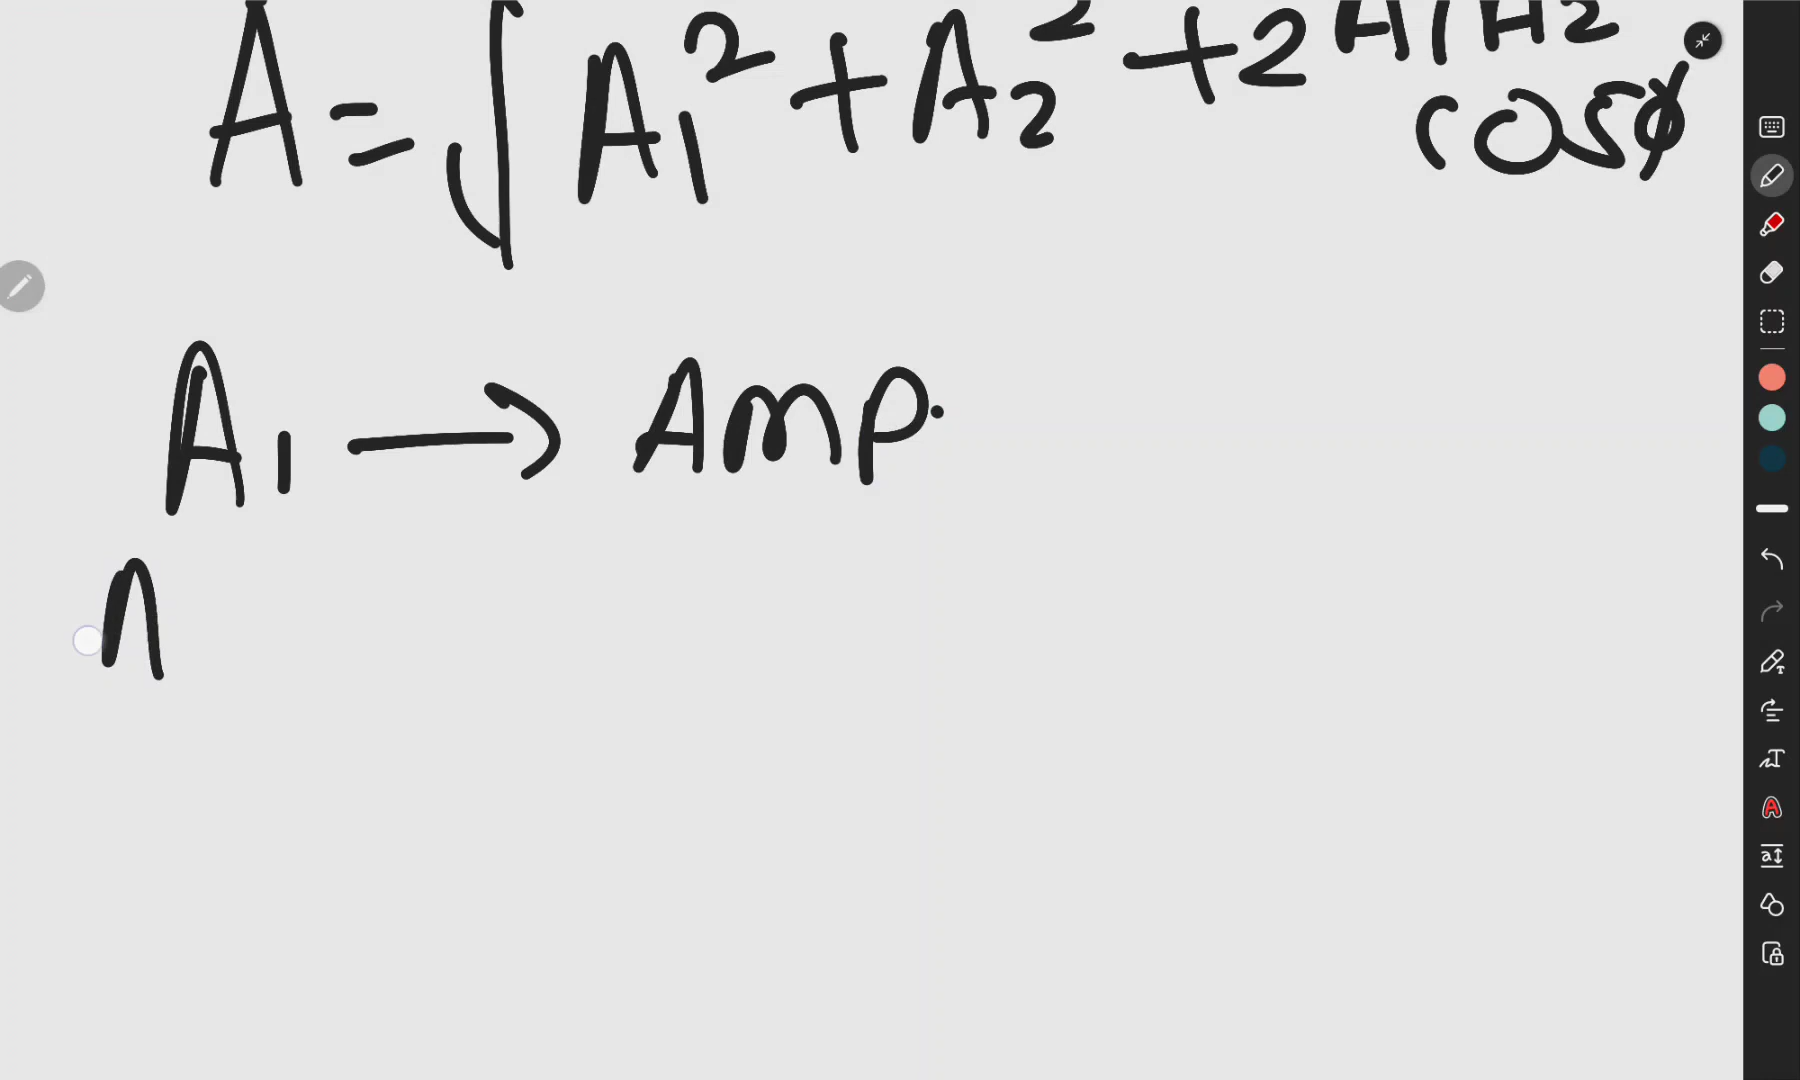 A = √A₁² + A₂² + 2A₁A₂
cosφ
A₁ → Amp.
n